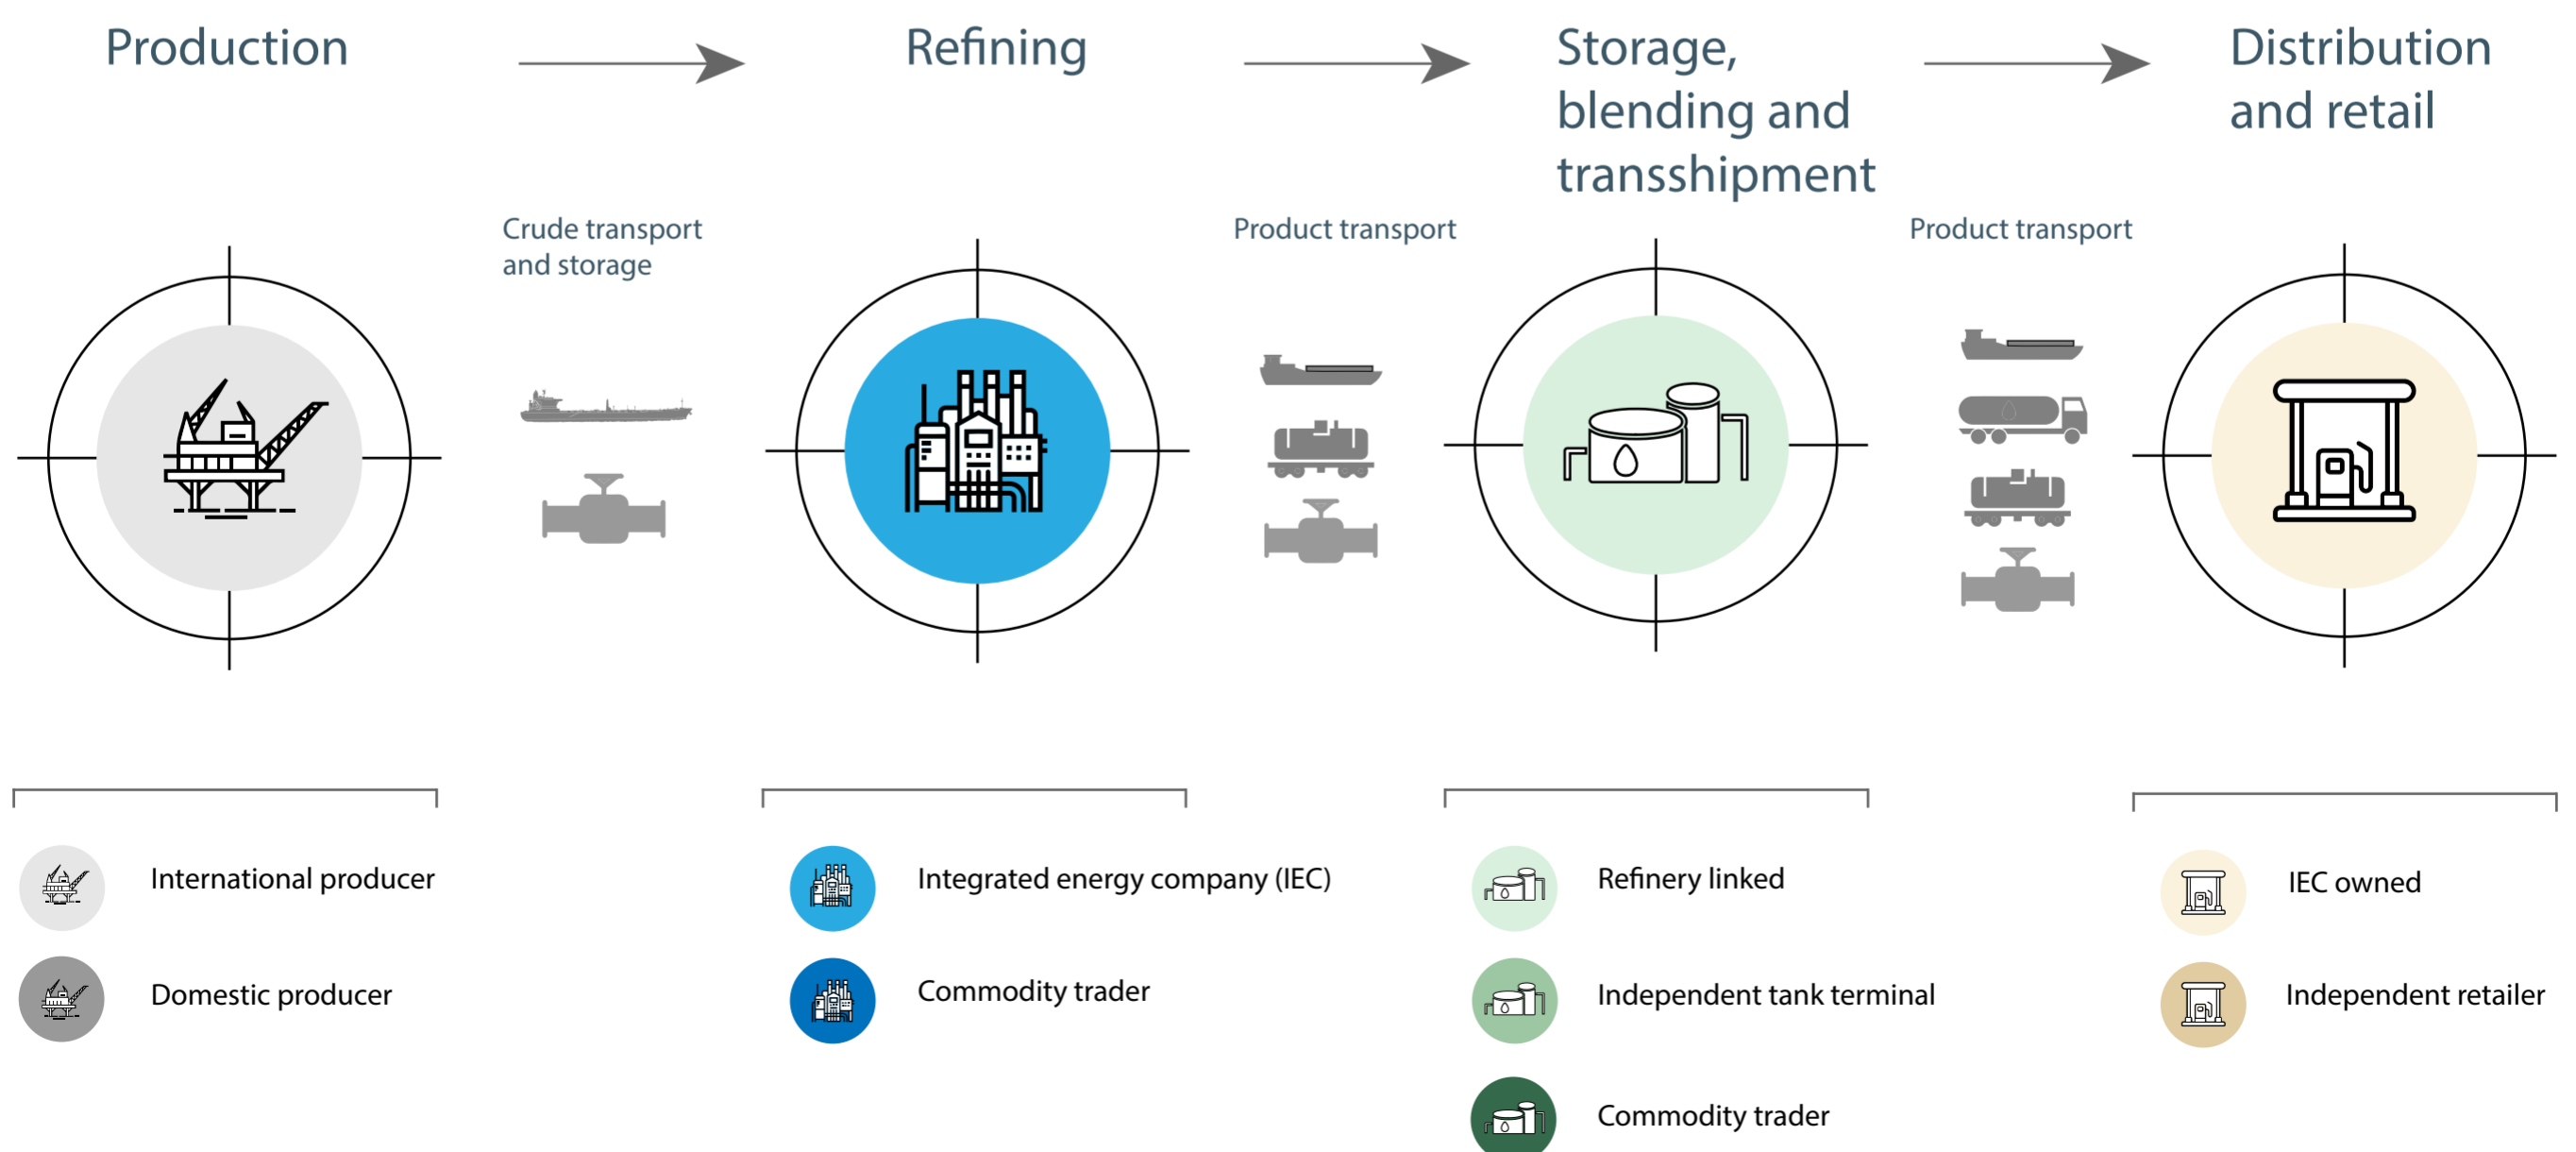 Production
Refining
Storage,
blending and
transshipment
Distribution
and retail
Crude transport
and storage
Product transport
Product transport
International producer
Domestic producer
Integrated energy company (IEC)
Commodity trader
Refinery linked
Independent tank terminal
Commodity trader
IEC owned
Independent retailer